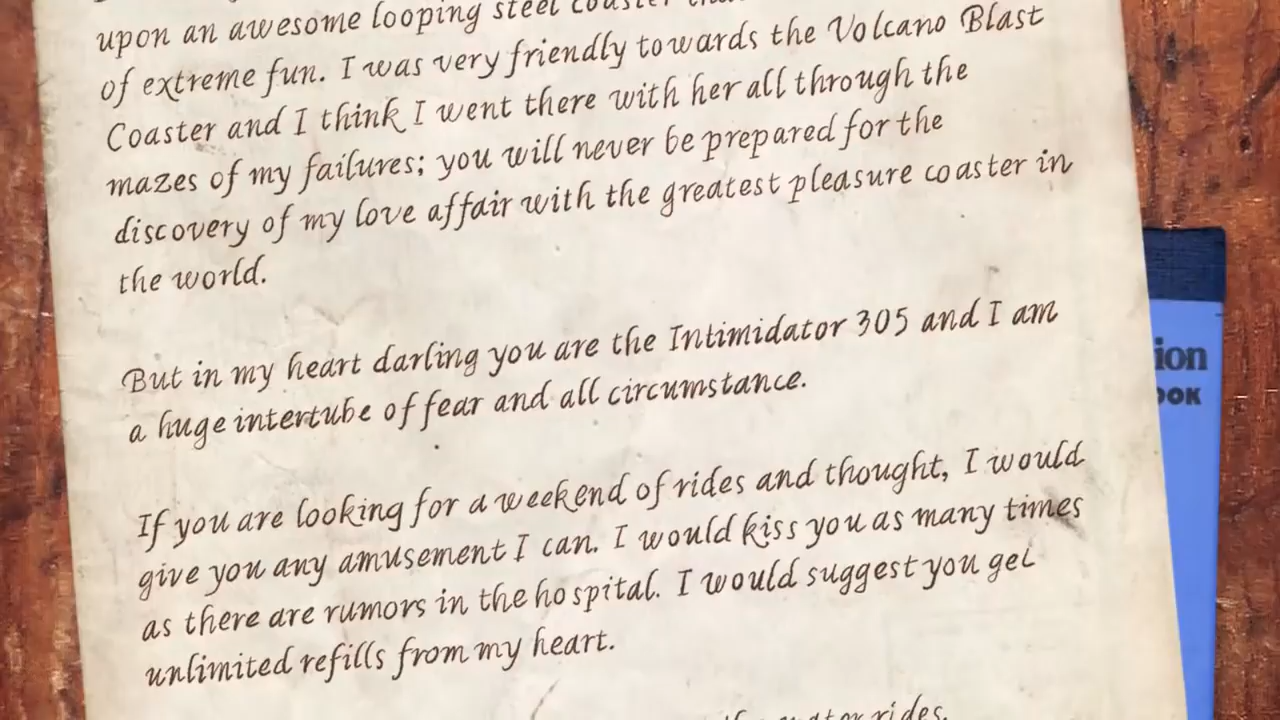 upon an awesome looping steel coaster
of extreme fun. I was very friendly towards the Volcano Blast
Coaster and I think I went there with her all through the
mazes of my failures; you will never be prepared for the
discovery of my love affair with the greatest pleasure coaster in
the world.
But in my heart darling you are the Intimidator 305 and I am
a huge intertube of fear and all circumstance.
If you are looking for a weekend of rides and thought, I would
give you any amusement I can. I would kiss you as many times
as there are rumors in the hospital. I would suggest you get
unlimited refills from my heart.
rides.
ion
OOK